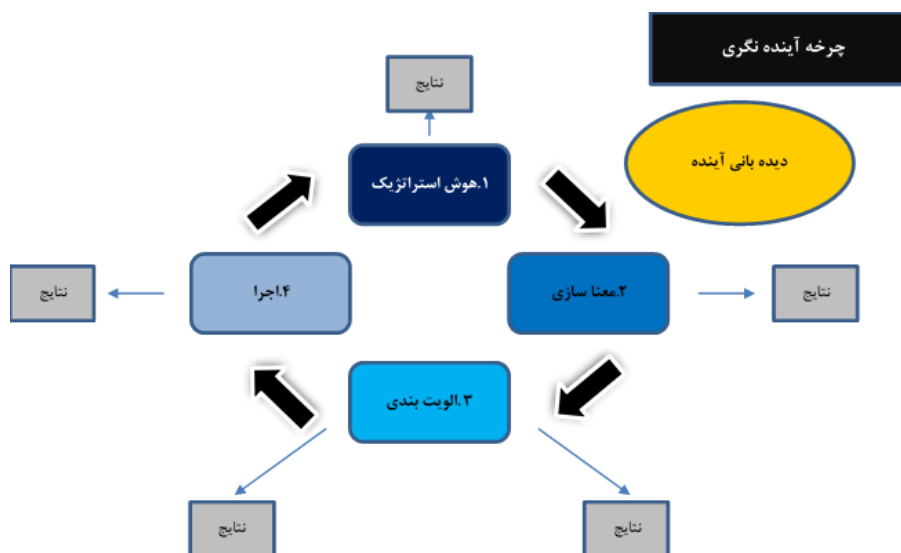 چرخه آینده نگری
دیده بانی آینده
نتایج
۱.هوش استراتژیک
۲.معنا سازی
نتایج
۳.الویت بندی
نتایج
نتایج
۴.اجرا
نتایج